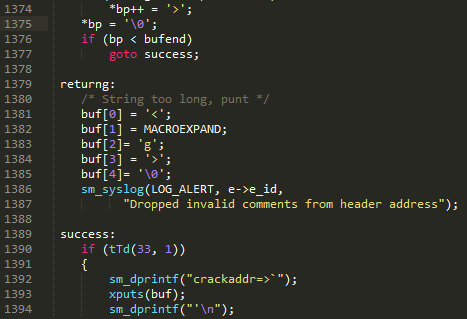 1374 *bp++ = '>';
1375 *bp = '\0';
1376 if (bp < bufend)
1377 goto success;
1378
1379 returng:
1380 /* String too long, punt */
1381 buf[0] = '<';
1382 buf[1] = MACROEXPAND;
1383 buf[2]= 'g';
1384 buf[3] = '>';
1385 buf[4]= '\0';
1386 sm_syslog(LOG_ALERT, e->e_id,
1387 "Dropped invalid comments from header address");
1388
1389 success:
1390 if (tTd(33, 1))
1391 {
1392 sm_dprintf("crackaddr=>`");
1393 xputs(buf);
1394 sm_dprintf("'\n");